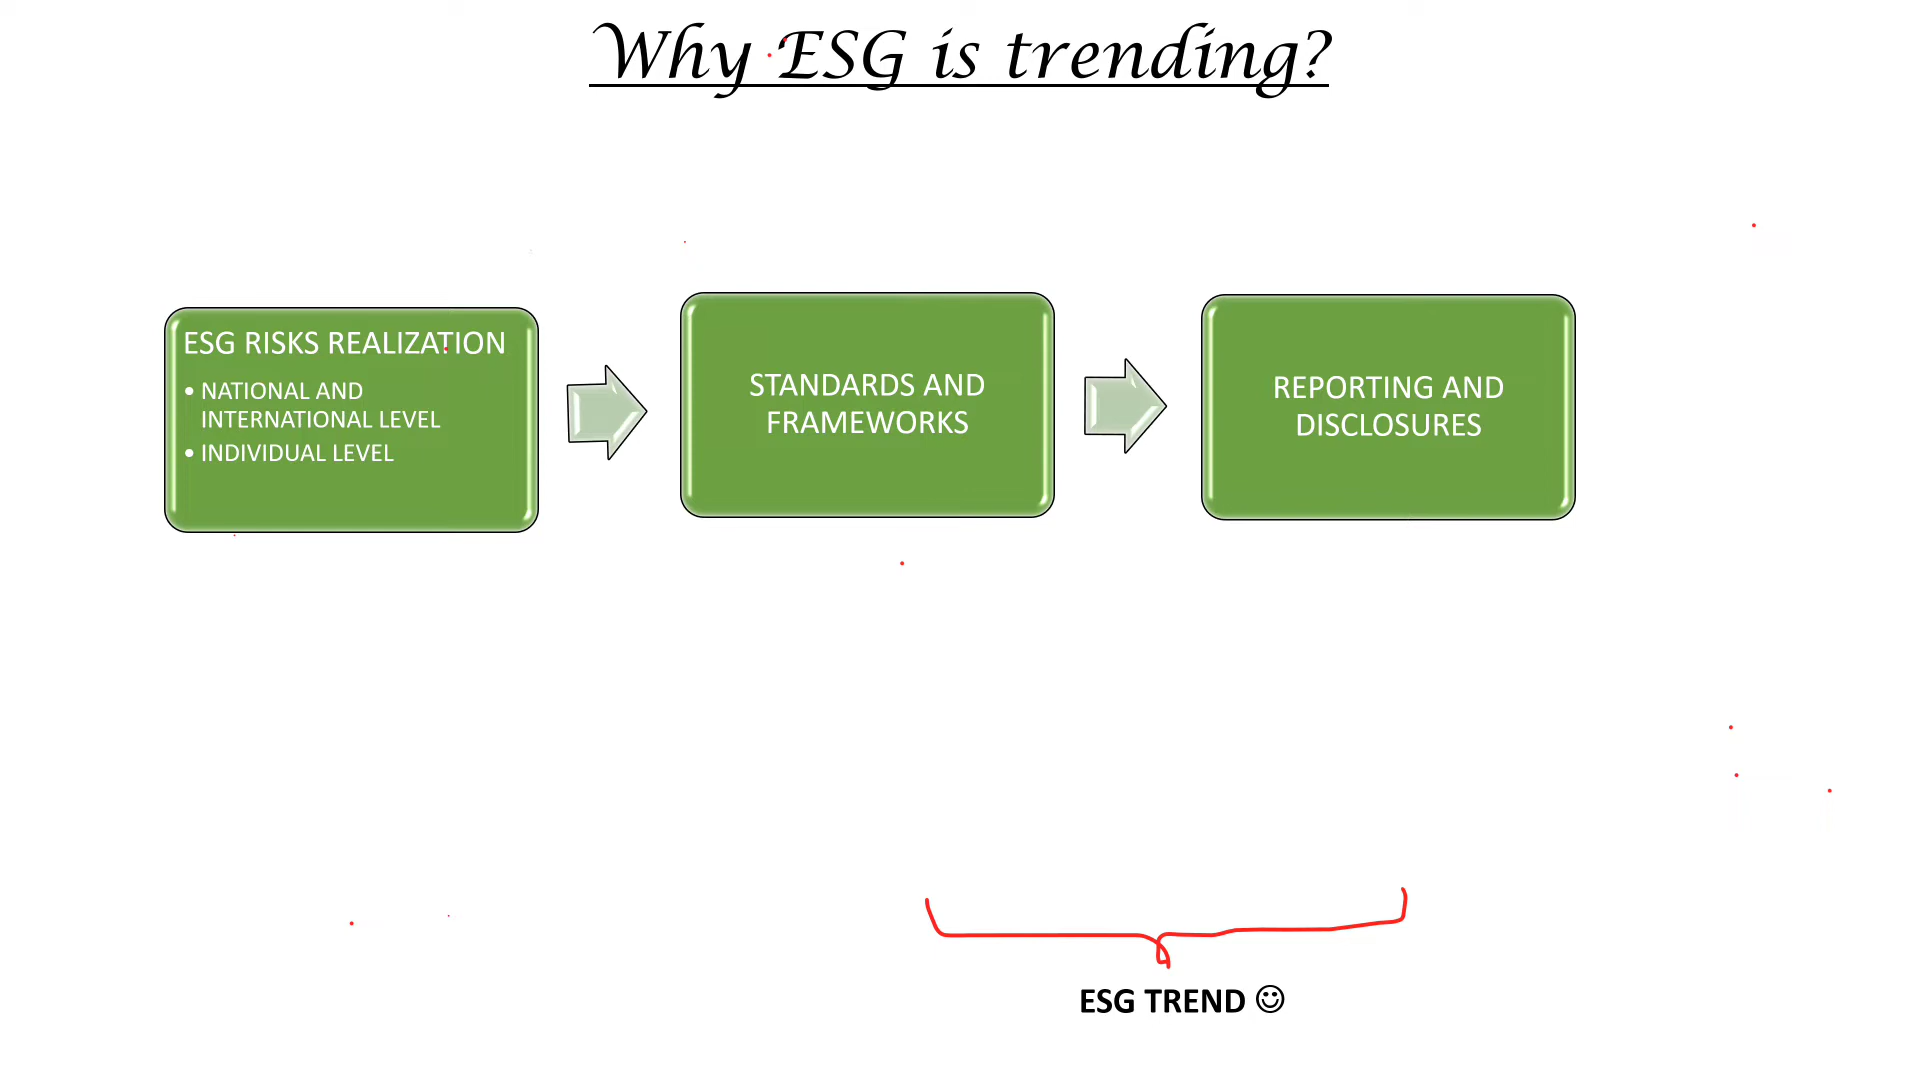 Why ESG is trending?
ESG RISKS REALIZATION
• NATIONAL AND
INTERNATIONAL LEVEL
• INDIVIDUAL LEVEL
STANDARDS AND
FRAMEWORKS
REPORTING AND
DISCLOSURES
ESG TREND ☺